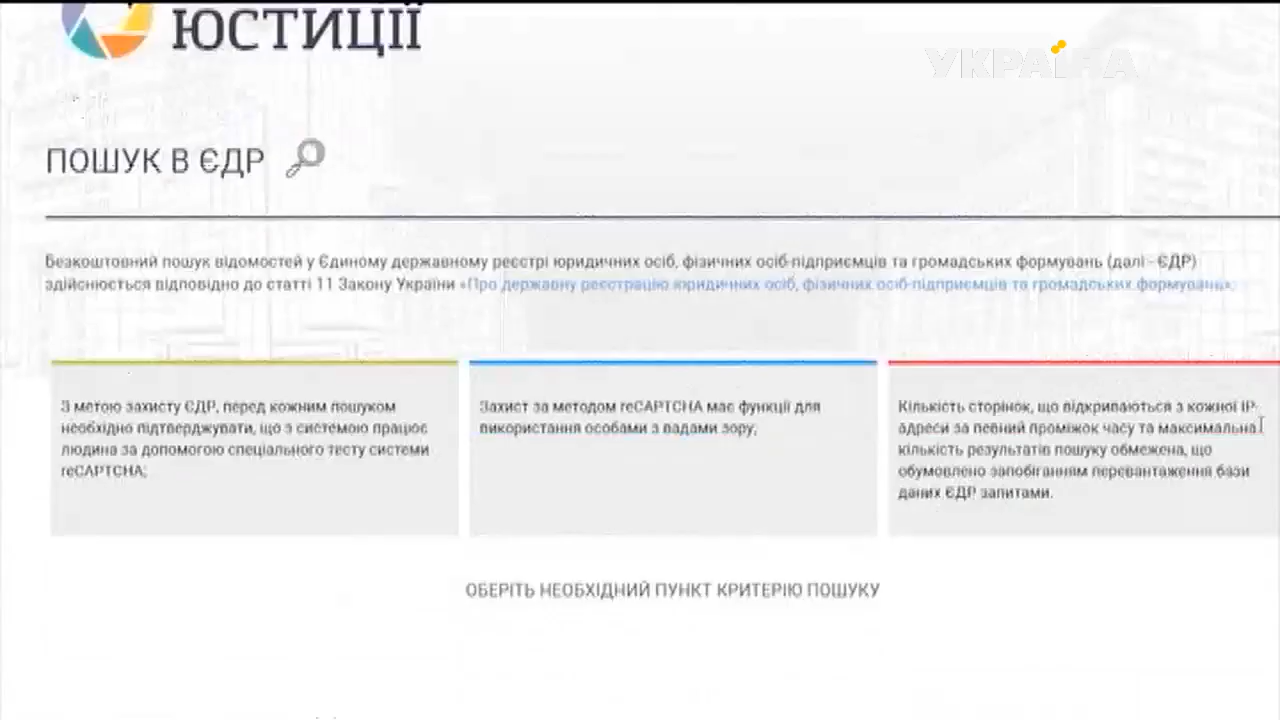 ЮСТИЦІЇ
УКРАЇНА
ПОШУК В ЄДР
Безкоштовний пошук відомостей у Єдиному державному реєстрі юридичних осіб, фізичних осіб-підприємців та громадських формувань (далі - ЄДР)
здійснюється відповідно до статті 11 Закону України «Про державну реєстрацію юридичних осіб, фізичних осіб-підприємців та громадських формувань».
З метою захисту ЄДР, перед кожним пошуком
необхідно підтверджувати, що з системою працює
людина за допомогою спеціального тесту системи
reCAPTCHA;
Захист за методом reCAPTCHA має функції для
використання особами з вадами зору;
Кількість сторінок, що відкриваються з кожної IP-
адреси за певний проміжок часу та максимальна
кількість результатів пошуку обмежена, що
обумовлено запобіганням перевантаження бази
даних ЄДР запитами.
ОБЕРІТЬ НЕОБХІДНИЙ ПУНКТ КРИТЕРІЮ ПОШУКУ